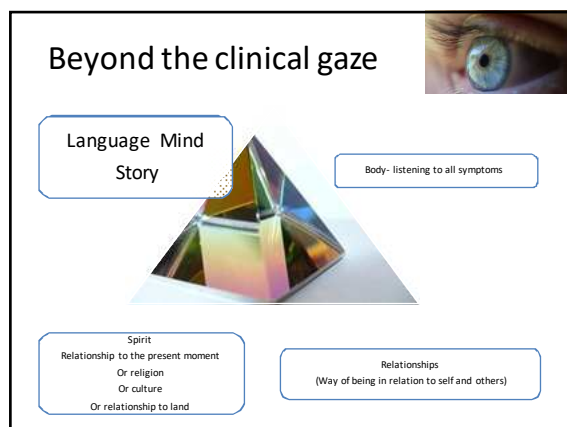 Beyond the clinical gaze
Language Mind
Story
Body- listening to all symptoms
Spirit
Relationship to the present moment
Or religion
Or culture
Or relationship to land
Relationships
(Way of being in relation to self and others)